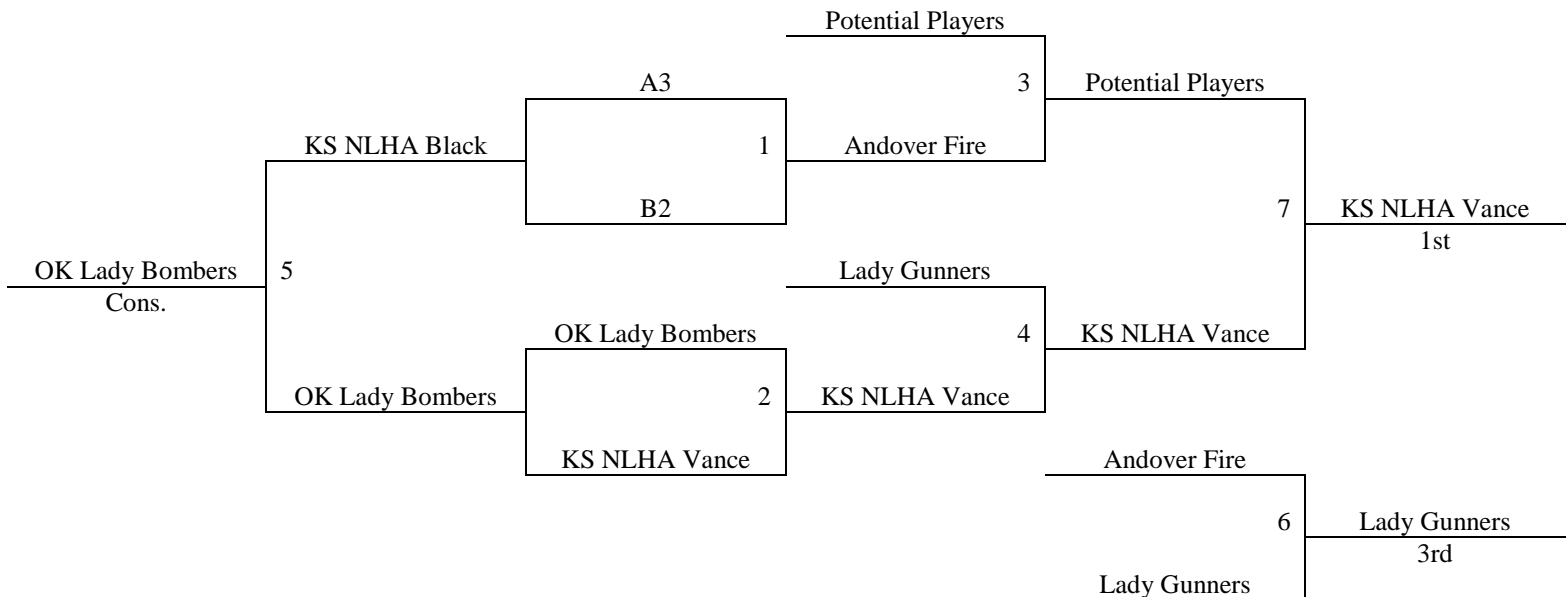 Potential Players
A3
3
Potential Players
KS NLHA Black
1
Andover Fire
B2
7
KS NLHA Vance
1st
OK Lady Bombers
5
Lady Gunners
Cons.
OK Lady Bombers
4
KS NLHA Vance
OK Lady Bombers
2
KS NLHA Vance
KS NLHA Vance
Andover Fire
6
Lady Gunners
3rd
Lady Gunners